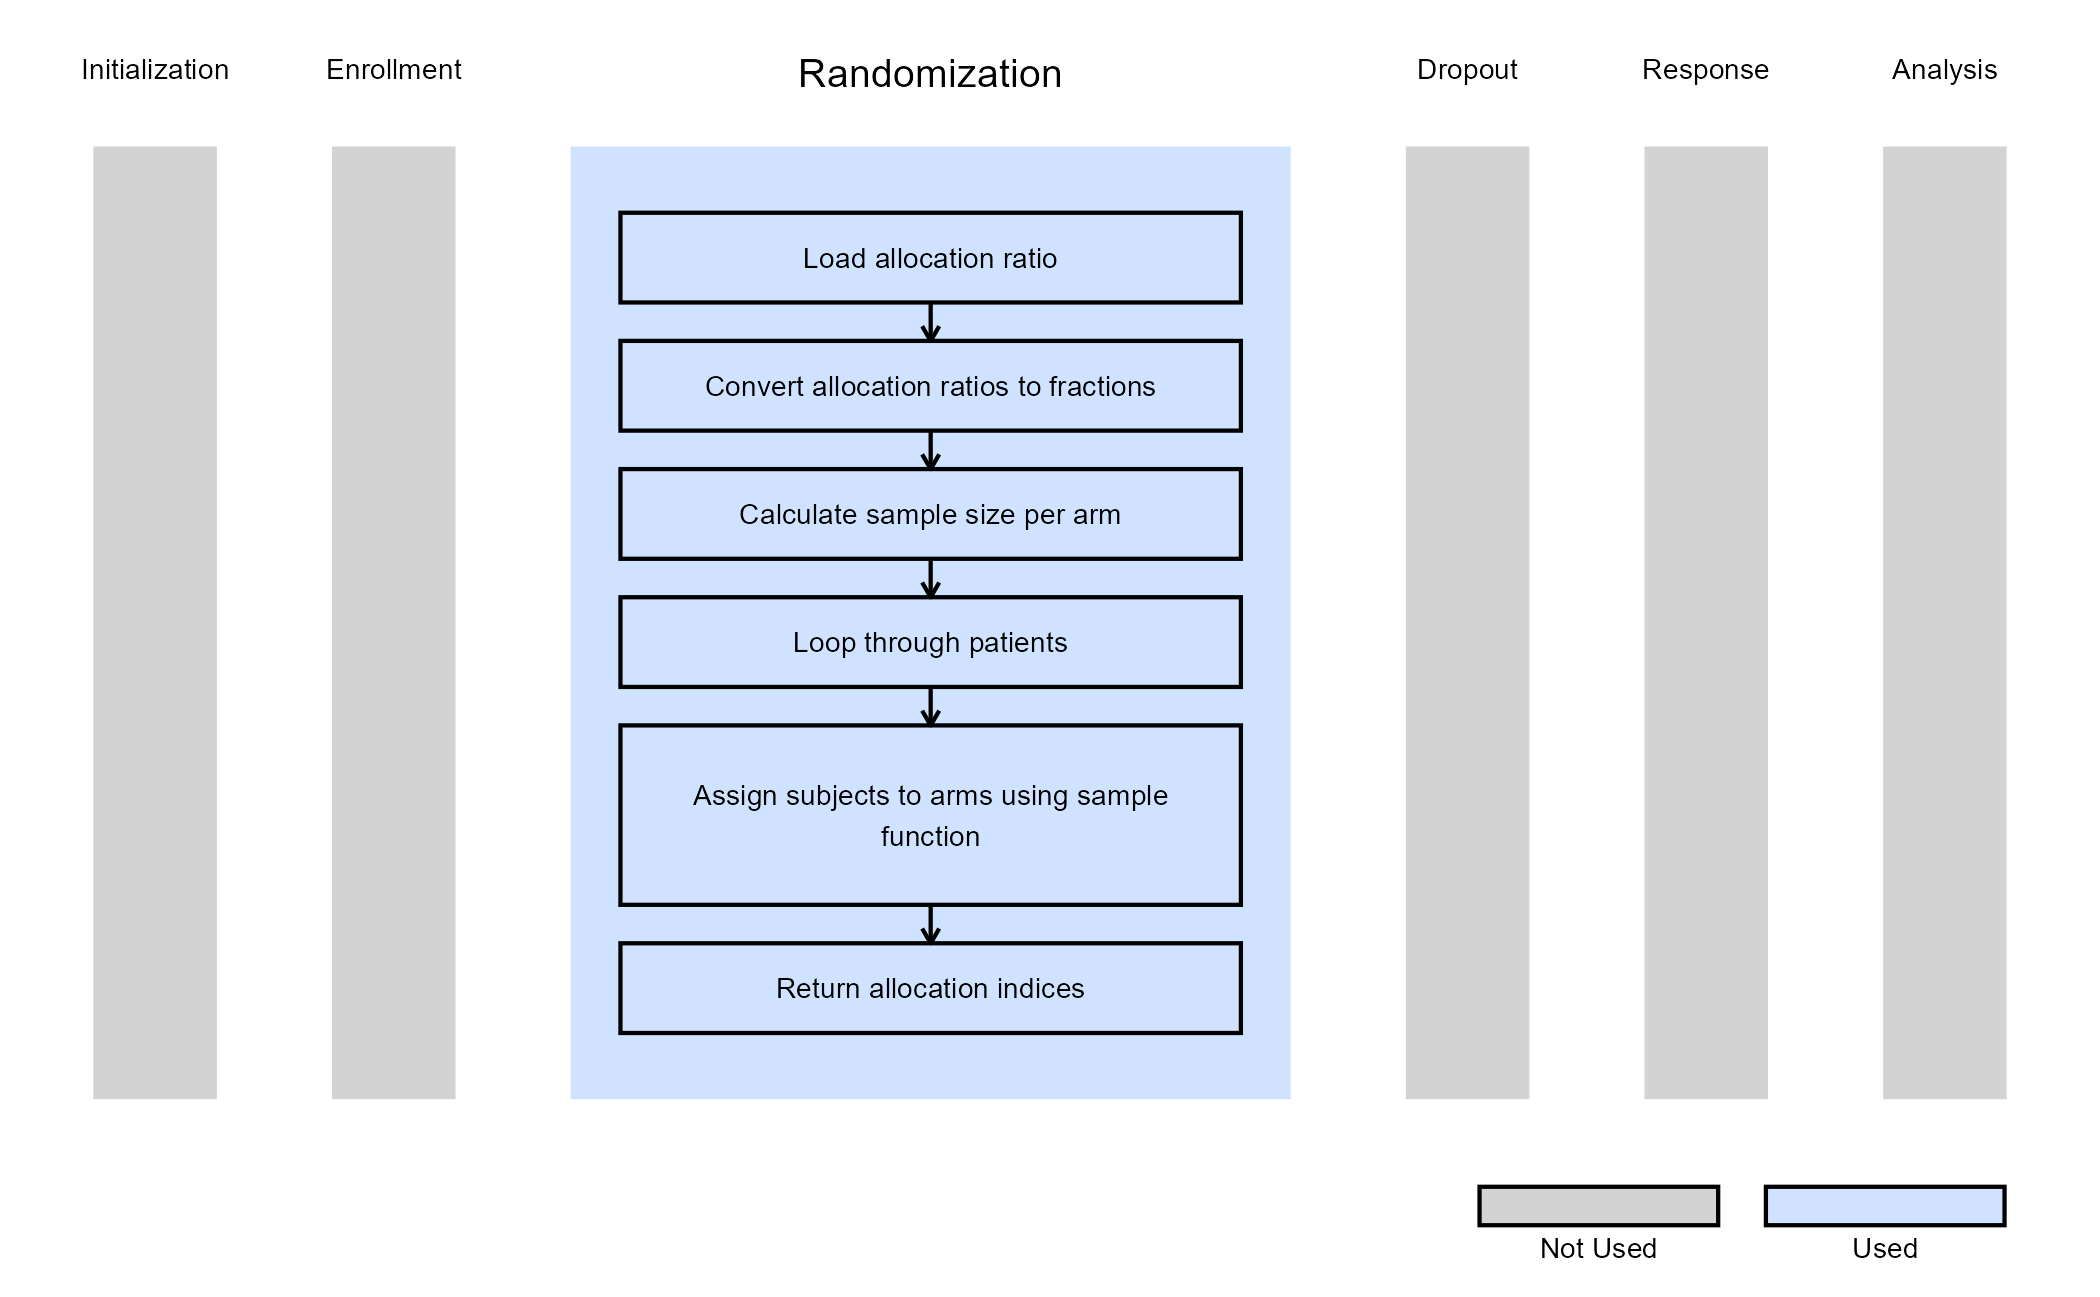 Initialization
Enrollment
Randomization
Dropout
Response
Analysis
Load allocation ratio
Convert allocation ratios to fractions
Calculate sample size per arm
Loop through patients
Assign subjects to arms using sample
function
Return allocation indices
Not Used
Used